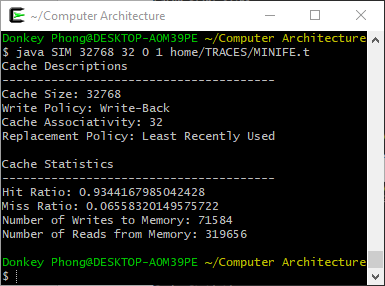 ~/Computer Architecture
Donkey Phong@DESKTOP-AOM39PE ~/Computer Architecture
$ java SIM 32768 32 0 1 home/TRACES/MINIFE.t
Cache Descriptions
---------------------------------------
Cache Size: 32768
Write Policy: Write-Back
Cache Associativity: 32
Replacement Policy: Least Recently Used

Cache Statistics
---------------------------------------
Hit Ratio: 0.9344167985042428
Miss Ratio: 0.06558320149575722
Number of Writes to Memory: 71584
Number of Reads from Memory: 319656

Donkey Phong@DESKTOP-AOM39PE ~/Computer Architecture
$